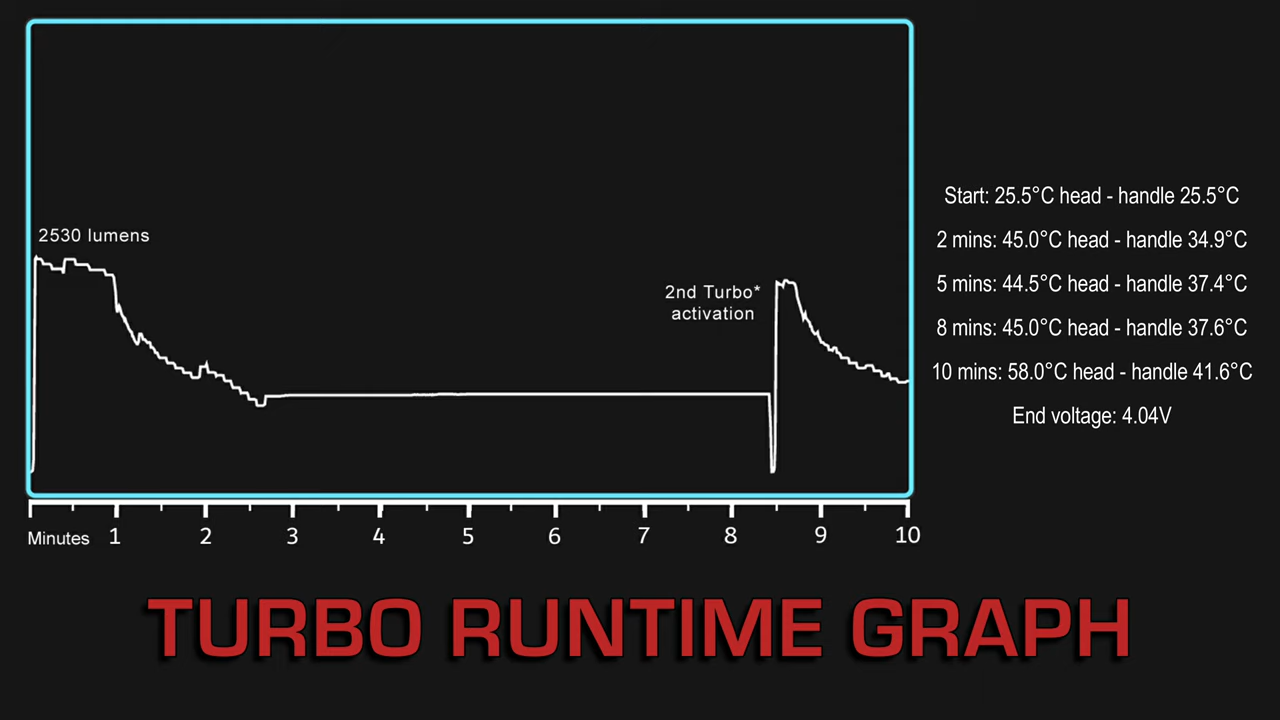 2530 lumens
2nd Turbo*
activation
Start: 25.5°C head - handle 25.5°C
2 mins: 45.0°C head - handle 34.9°C
5 mins: 44.5°C head - handle 37.4°C
8 mins: 45.0°C head - handle 37.6°C
10 mins: 58.0°C head - handle 41.6°C
End voltage: 4.04V
Minutes 1 2 3 4 5 6 7 8 9 10
TURBO RUNTIME GRAPH